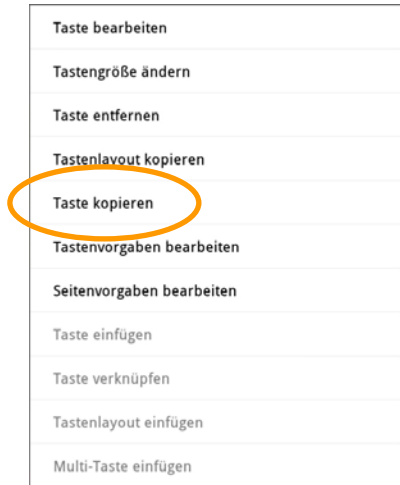 Taste bearbeiten
Tastengröße ändern
Taste entfernen
Tastenlayout kopieren
Taste kopieren
Tastenvorgaben bearbeiten
Seitenvorgaben bearbeiten
Taste einfügen
Taste verknüpfen
Tastenlayout einfügen
Multi-Taste einfügen